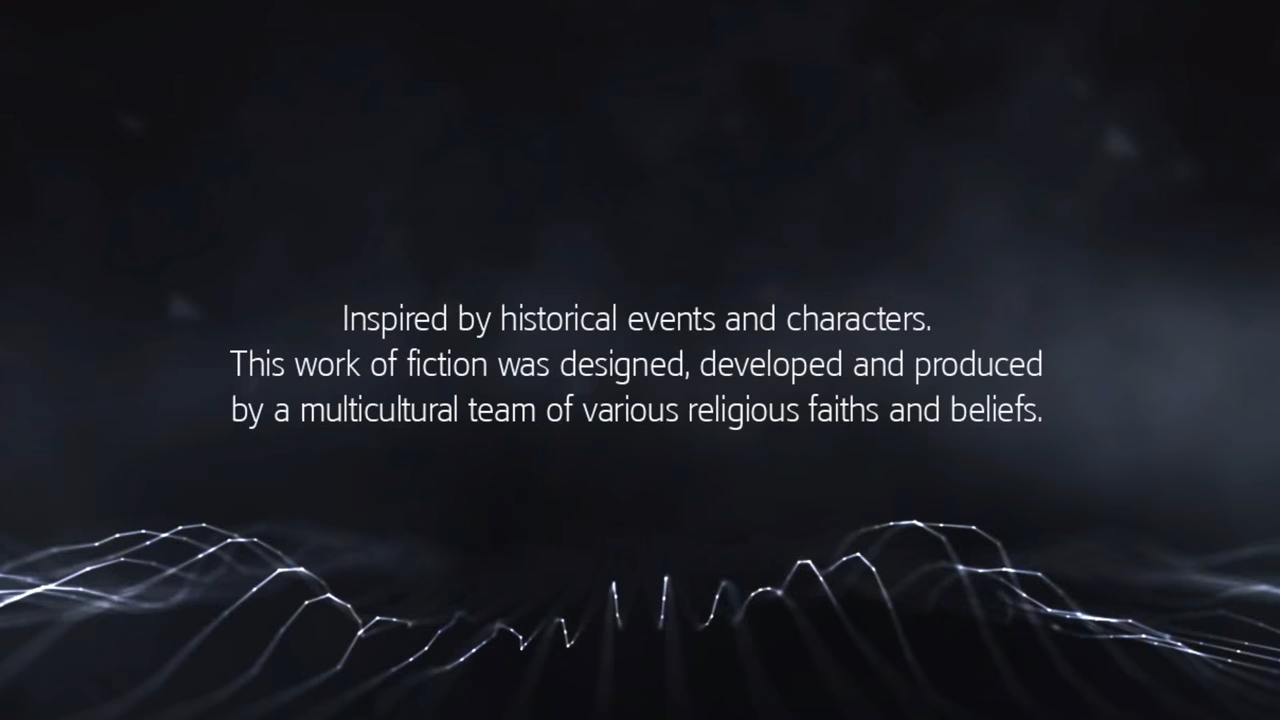 Inspired by historical events and characters.
This work of fiction was designed, developed and produced
by a multicultural team of various religious faiths and beliefs.